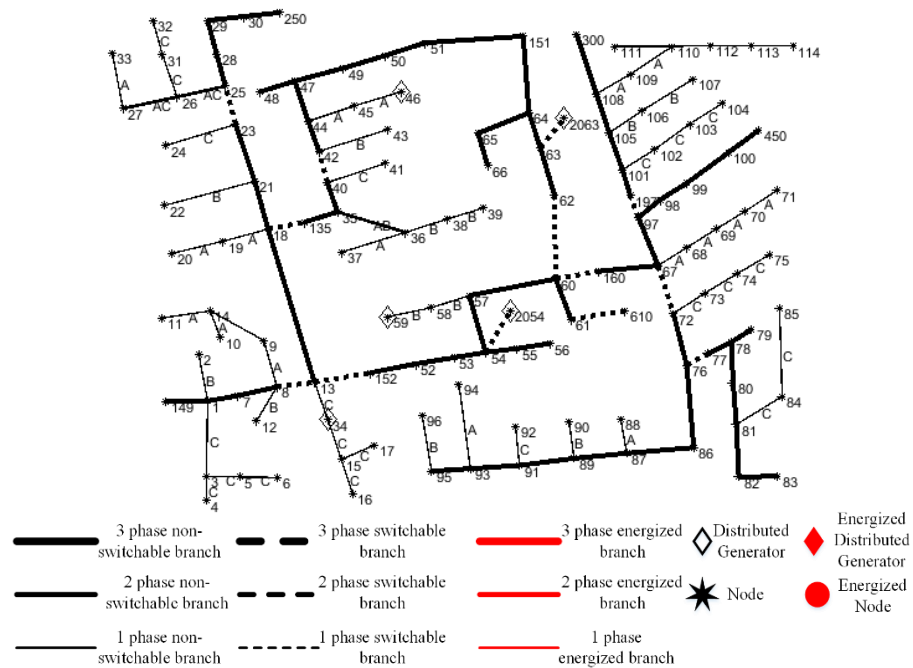 32 29 30 250
33 C 28 51 151 300
31 50 111 110 112 113 114
C 47 49 A
A AC 25 48 46 109 107
27 AC 26 A 108 A
44 A 45 64 2063 B 104
23 43 106
C B 65 105 B C 103 450
24 42 63 102
41 66 C 100
C 101
21 40 99
B 62 197 98 71
22 39 A
35 B 97 70
135 AB 38 A
18 36 B 69
A 37 A 68 75
20 A 19 A C
160 67 74
60 C
57 73
14 B 58 B 2054 61 610 C 85
11 A 59 72
A 79
10 9 78
2 56 77
A 53 54 55 76 C
152 52
B 8 13 80
149 1 7 94 84
B C C
12 34 96 92 90 88 81
C C 17 A
B C B A 86
15 87
3 C 5 C 6 C 95 93 91 89 82 83
C 16
4
3 phase non-
switchable branch
3 phase switchable
branch
3 phase energized
branch
Distributed
Generator
Energized
Distributed
Generator
2 phase non-
switchable branch
2 phase switchable
branch
2 phase energized
branch
Node
Energized
Node
1 phase non-
switchable branch
1 phase switchable
branch
1 phase
energized branch